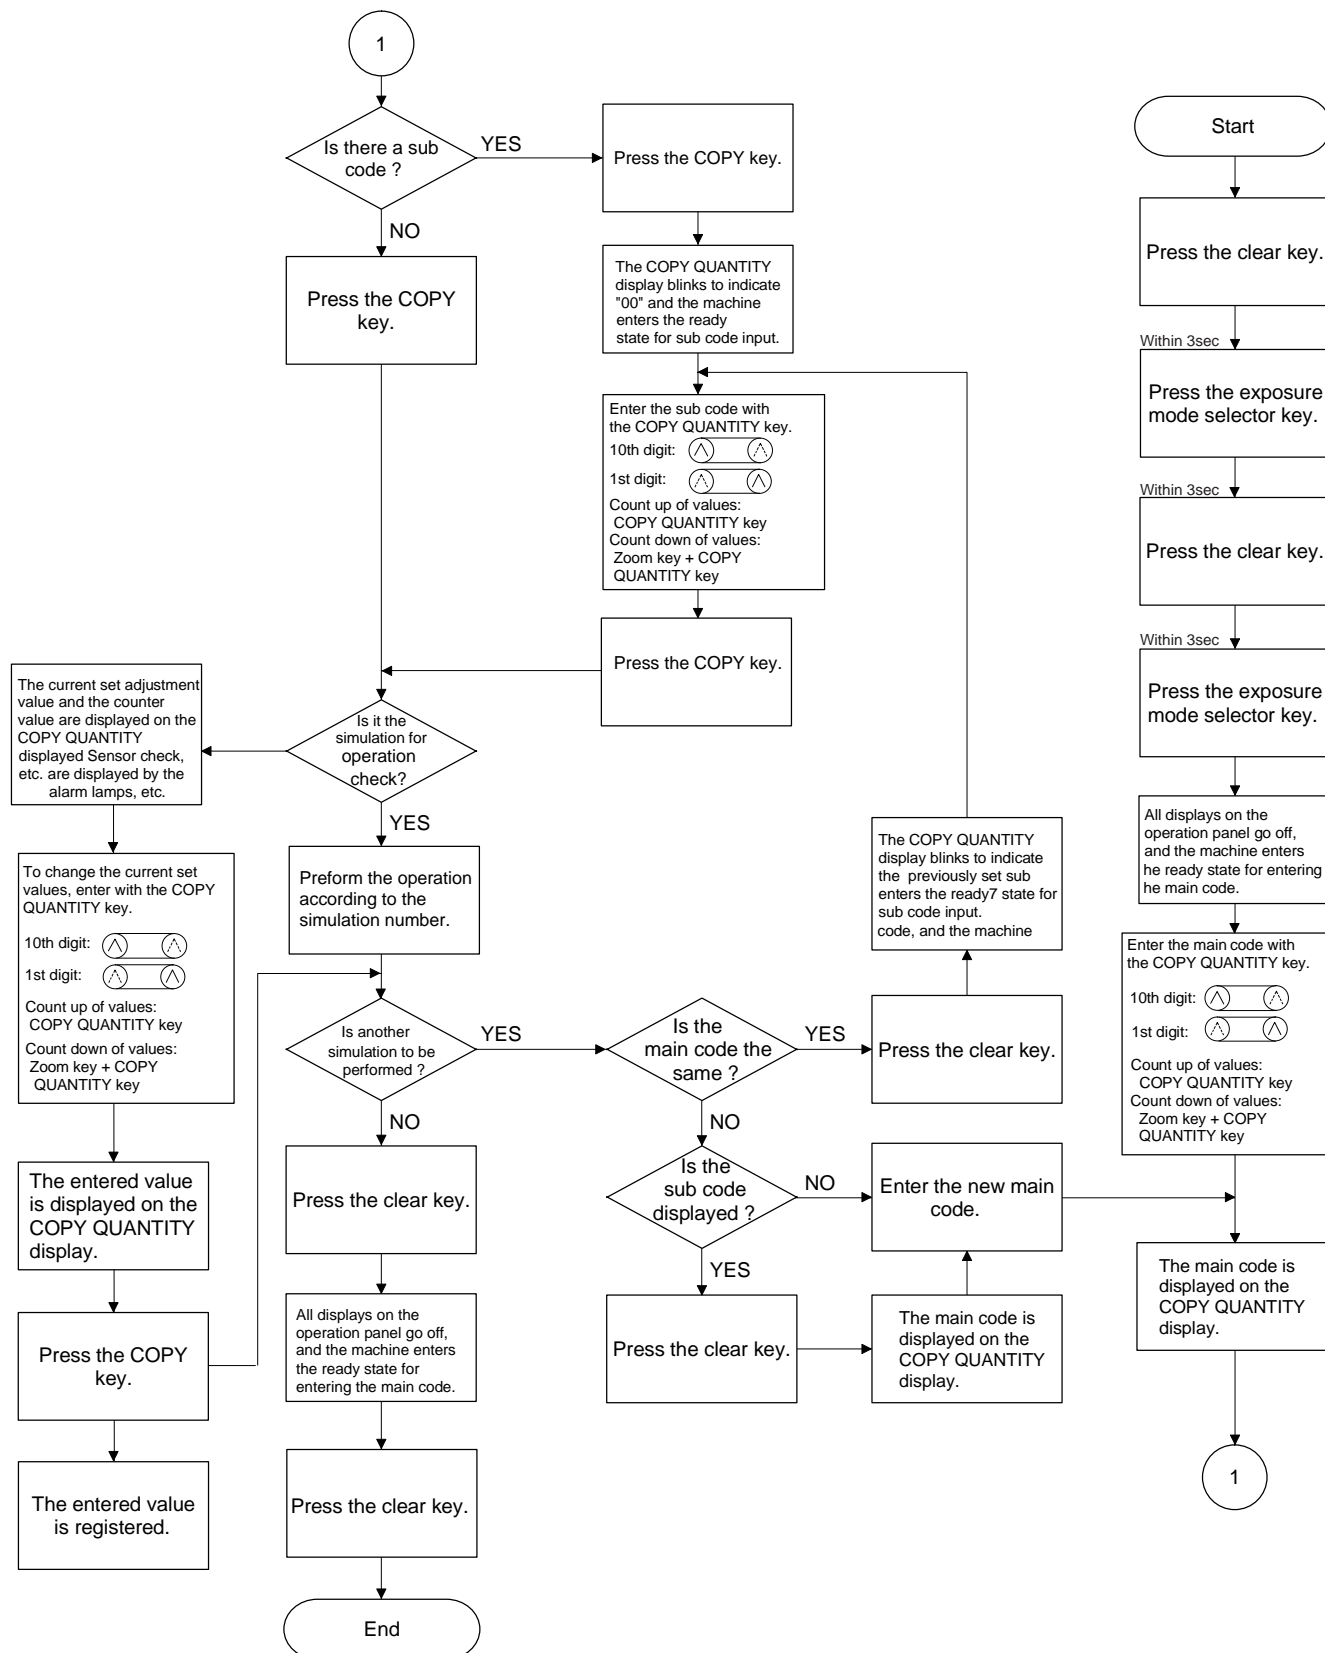 1
Is there a sub
code ?
YES
NO
Press the COPY key.
The COPY QUANTITY
display blinks to indicate
"00" and the machine
enters the ready
state for sub code input.
Press the COPY
key.
Enter the sub code with
the COPY QUANTITY key.
10th digit:
1st digit:
Count up of values:
COPY QUANTITY key
Count down of values:
Zoom key + COPY
QUANTITY key
Press the COPY key.
Is it the
simulation for
operation
check?
YES
The current set adjustment
value and the counter
value are displayed on the
COPY QUANTITY
displayed Sensor check,
etc. are displayed by the
alarm lamps, etc.
To change the current set
values, enter with the COPY
QUANTITY key.
10th digit:
1st digit:
Count up of values:
COPY QUANTITY key
Count down of values:
Zoom key + COPY
QUANTITY key
The entered value
is displayed on the
COPY QUANTITY
display.
Press the COPY
key.
The entered value
is registered.
Preform the operation
according to the
simulation number.
Is another
simulation to be
performed ?
YES
NO
Press the clear key.
All displays on the
operation panel go off,
and the machine enters
the ready state for
entering the main code.
Press the clear key.
End
Is the
main code the
same ?
YES
NO
Press the clear key.
The COPY QUANTITY
display blinks to indicate
the previously set sub
enters the ready7 state for
sub code input.
code, and the machine
Is the
sub code
displayed ?
NO
YES
Enter the new main
code.
Press the clear key.
The main code is
displayed on the
COPY QUANTITY
display.
Start
Press the clear key.
Within 3sec
Press the exposure
mode selector key.
Within 3sec
Press the clear key.
Within 3sec
Press the exposure
mode selector key.
All displays on the
operation panel go off,
and the machine enters
he ready state for entering
he main code.
Enter the main code with
the COPY QUANTITY key.
10th digit:
1st digit:
Count up of values:
COPY QUANTITY key
Count down of values:
Zoom key + COPY
QUANTITY key
The main code is
displayed on the
COPY QUANTITY
display.
1